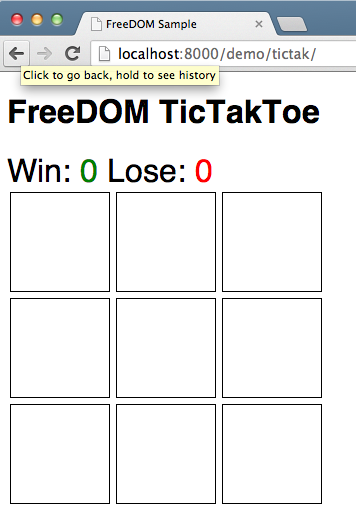 FreeDOM Sample
localhost:8000/demo/tictak/
Click to go back, hold to see history
FreeDOM TicTakToe
Win: 0 Lose: 0